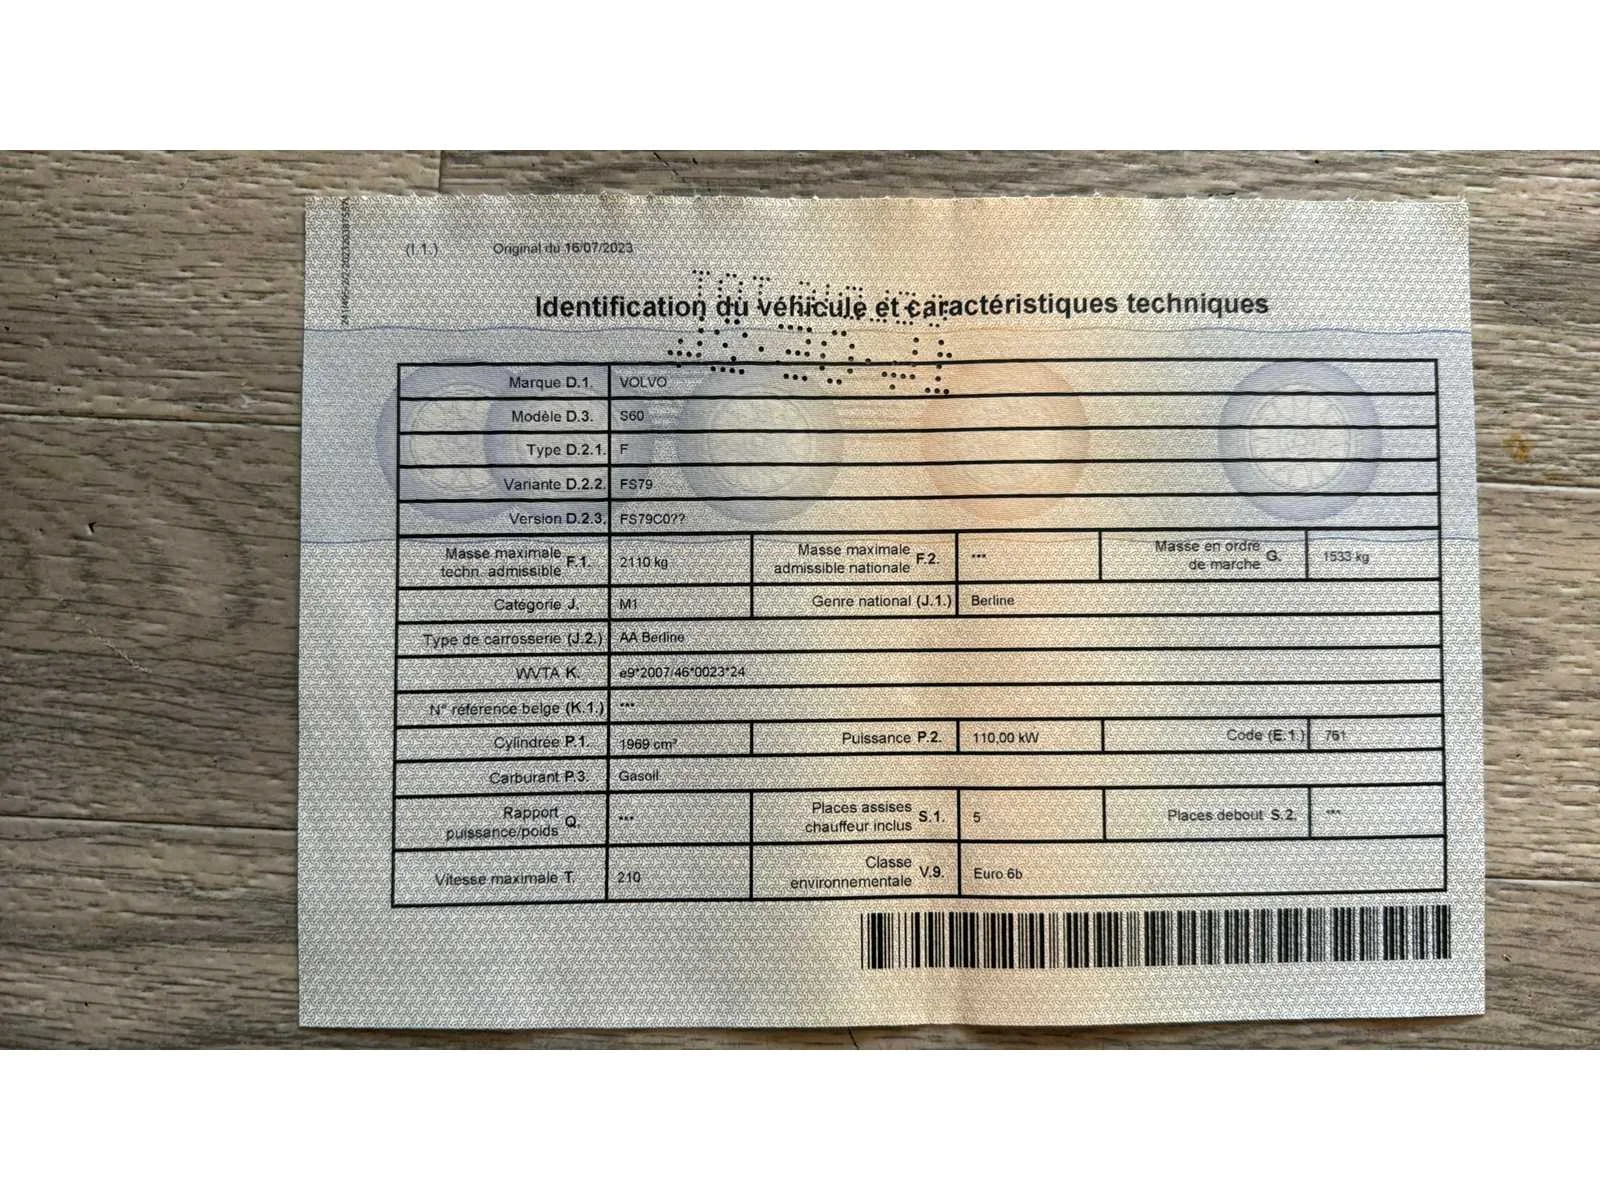 (I.1.) Original du 16/07/2023
Identification du véhicule et caractéristiques techniques
Marque D.1. VOLVO
Modèle D.3. S60
Type D.2.1. F
Variante D.2.2. FS79
Version D.2.3. FS79C0??
Masse maximale techn. admissible F.1. 2110 kg Masse maximale admissible nationale F.2. *** Masse en ordre de marche G. 1533 kg
Catégorie J. M1 Genre national (J.1.) Berline
Type de carrosserie (J.2.) AA Berline
WVTA K. e9*2007/46*0023*24
N° référence belge (K.1.) ***
Cylindrée P.1. 1969 cm³ Puissance P.2. 110,00 kW Code (E.1.) 761
Carburant P.3. Gasoil
Rapport puissance/poids Q. *** Places assises chauffeur inclus S.1. 5 Places debout S.2. ***
Vitesse maximale T. 210 Classe environnementale V.9. Euro 6b